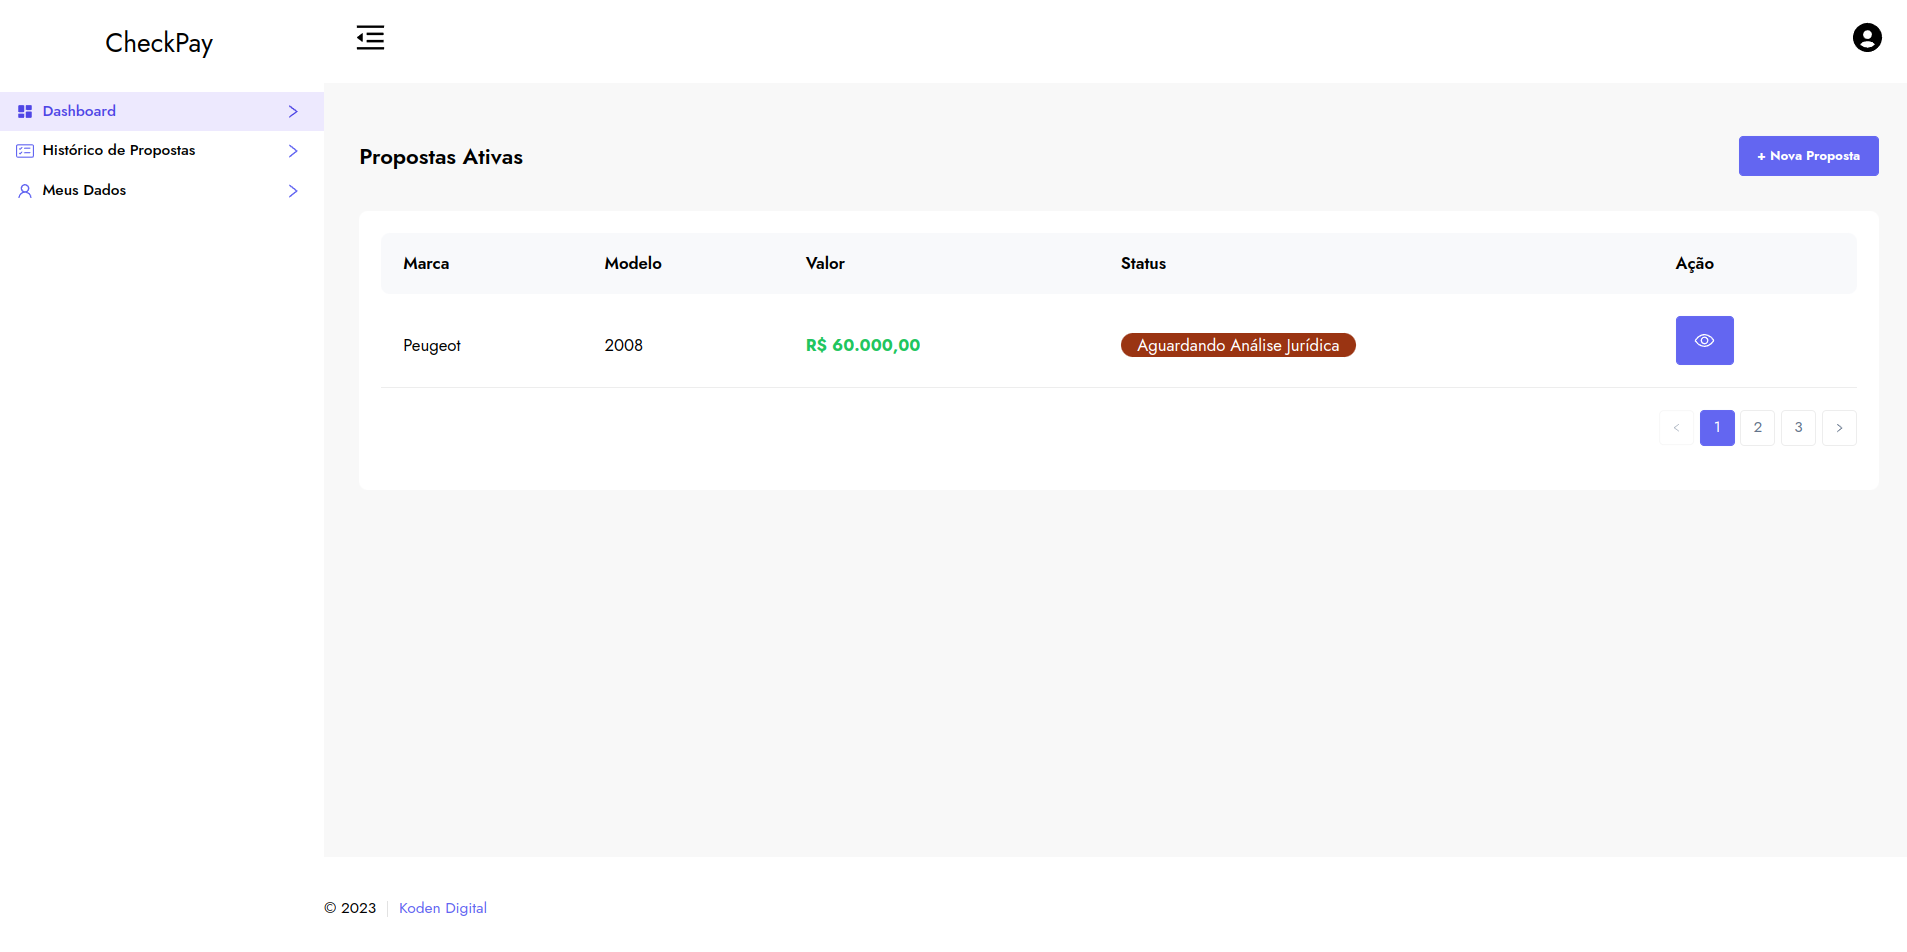 CheckPay
Dashboard
Histórico de Propostas
Meus Dados
Propostas Ativas
+ Nova Proposta
Marca Modelo Valor Status Ação
Peugeot 2008 R$ 60.000,00 Aguardando Análise Jurídica
< 1 2 3 >
© 2023 | Koden Digital